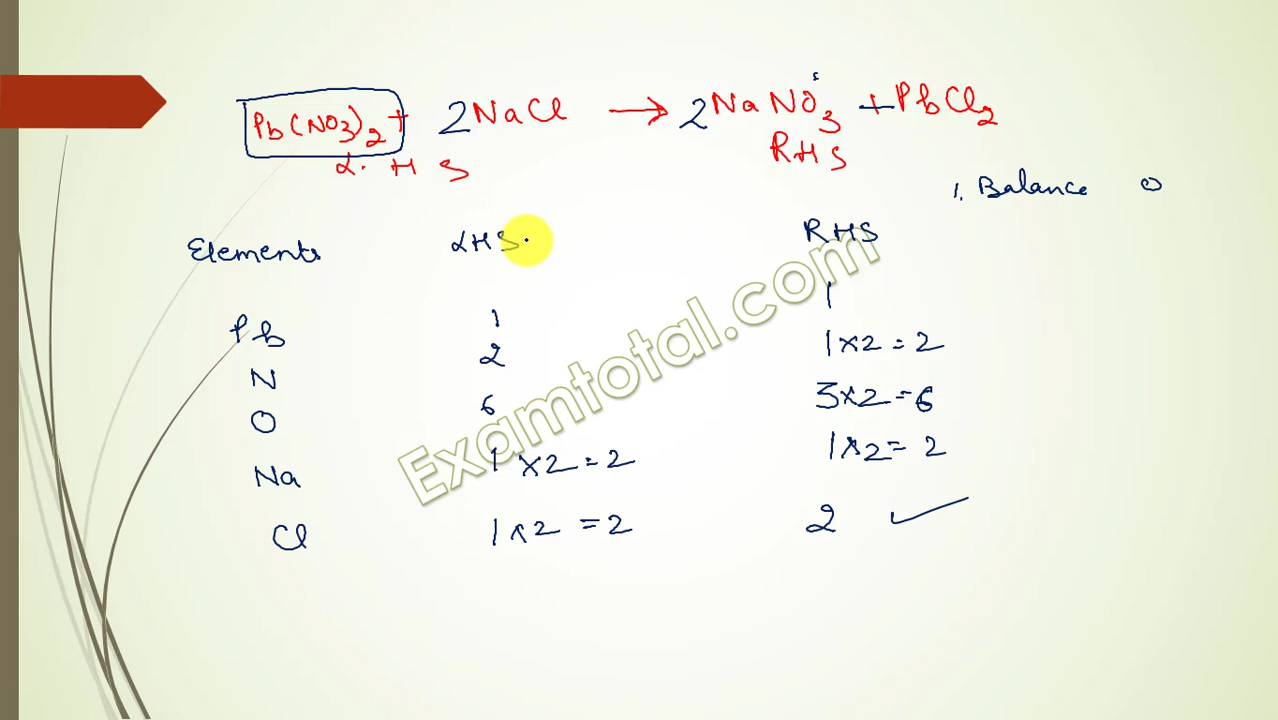 Pb(NO3)2 + 2NaCl → 2NaNO3 + PbCl2
L.HS RHS
1. Balance O
Elements LHS. RHS
Pb 1 1
N 2 1×2=2
O 6 3×2=6
Na 1×2=2 1×2=2
Cl 1×2=2 2 ✓
Examtotal.com